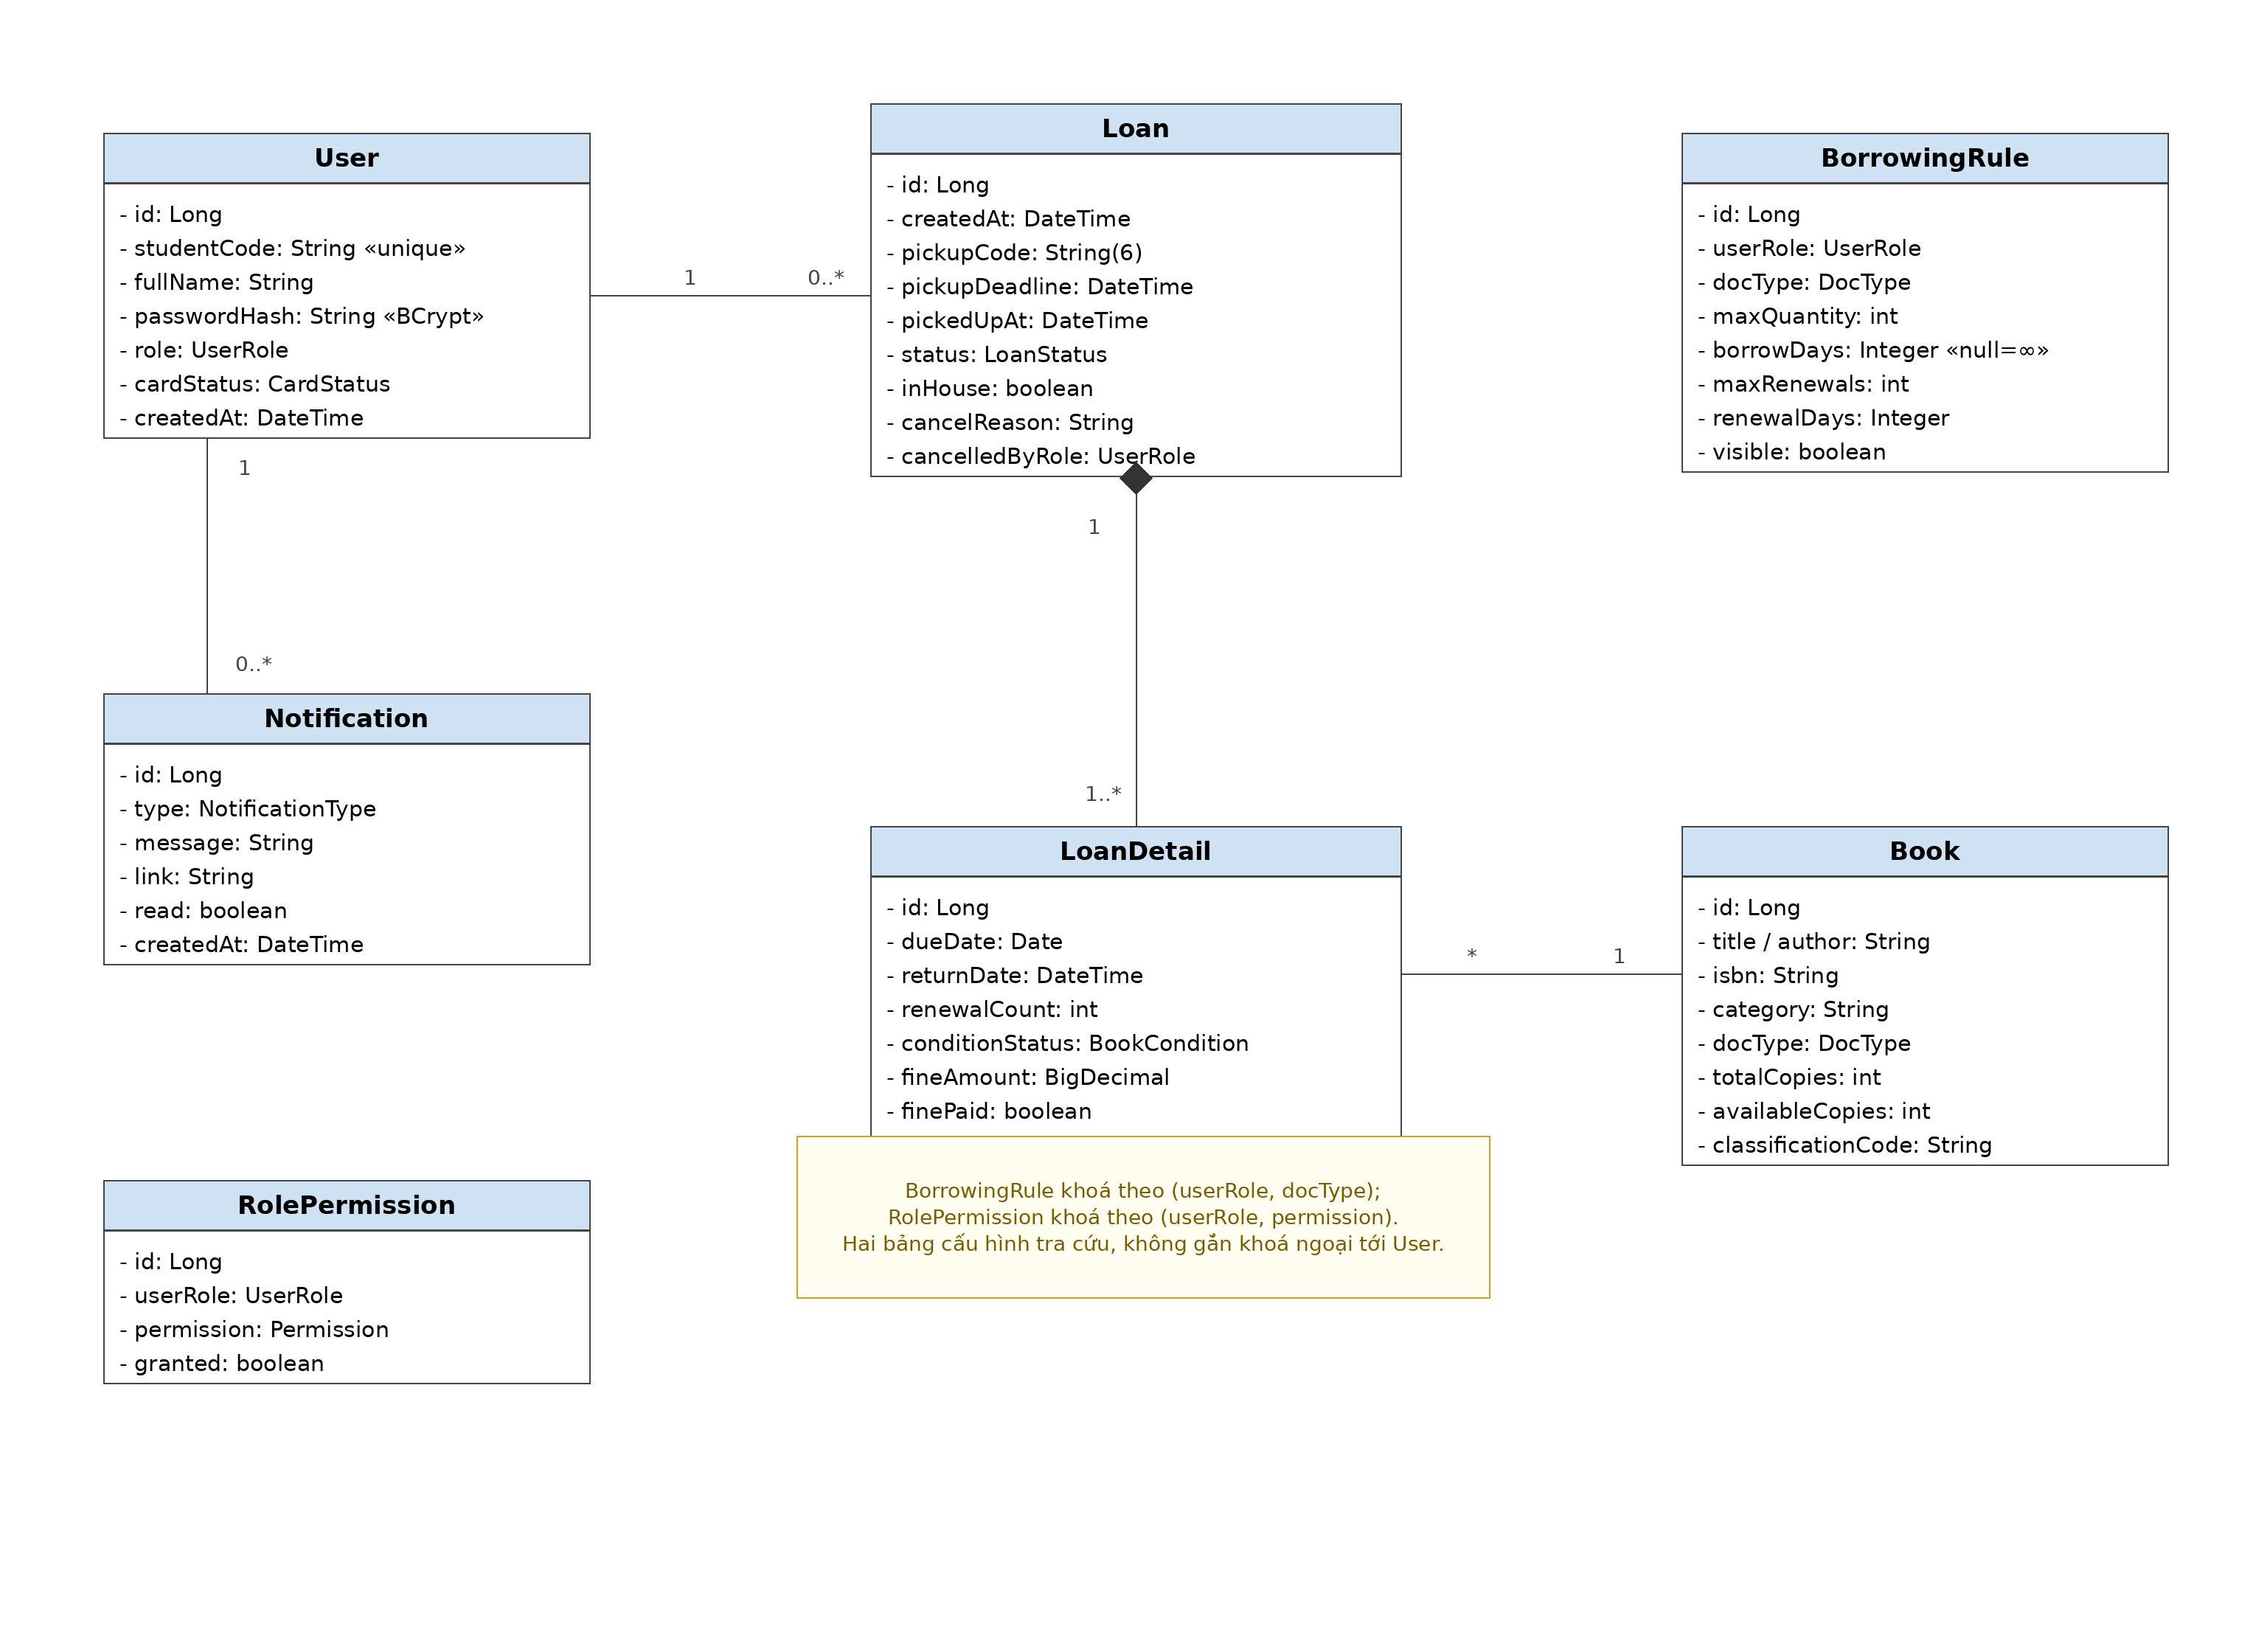 User
- id: Long
- studentCode: String «unique»
- fullName: String
- passwordHash: String «BCrypt»
- role: UserRole
- cardStatus: CardStatus
- createdAt: DateTime
1
0..*
Loan
- id: Long
- createdAt: DateTime
- pickupCode: String(6)
- pickupDeadline: DateTime
- pickedUpAt: DateTime
- status: LoanStatus
- inHouse: boolean
- cancelReason: String
- cancelledByRole: UserRole
BorrowingRule
- id: Long
- userRole: UserRole
- docType: DocType
- maxQuantity: int
- borrowDays: Integer «null=∞»
- maxRenewals: int
- renewalDays: Integer
- visible: boolean
1
0..*
1
1..*
Notification
- id: Long
- type: NotificationType
- message: String
- link: String
- read: boolean
- createdAt: DateTime
LoanDetail
- id: Long
- dueDate: Date
- returnDate: DateTime
- renewalCount: int
- conditionStatus: BookCondition
- fineAmount: BigDecimal
- finePaid: boolean
*
1
Book
- id: Long
- title / author: String
- isbn: String
- category: String
- docType: DocType
- totalCopies: int
- availableCopies: int
- classificationCode: String
RolePermission
- id: Long
- userRole: UserRole
- permission: Permission
- granted: boolean
BorrowingRule khoá theo (userRole, docType);
RolePermission khoá theo (userRole, permission).
Hai bảng cấu hình tra cứu, không gắn khoá ngoại tới User.